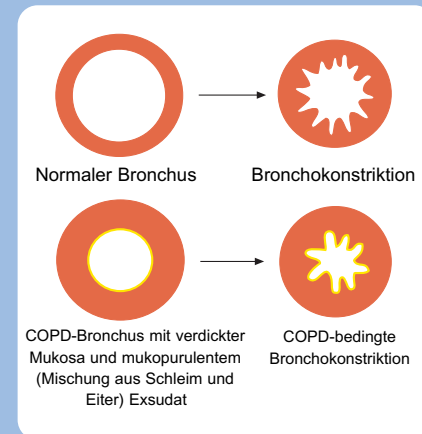 Normaler Bronchus
Bronchokonstriktion
COPD-Bronchus mit verdickter
Mukosa und mukopurulentem
(Mischung aus Schleim und
Eiter) Exsudat
COPD-bedingte
Bronchokonstriktion